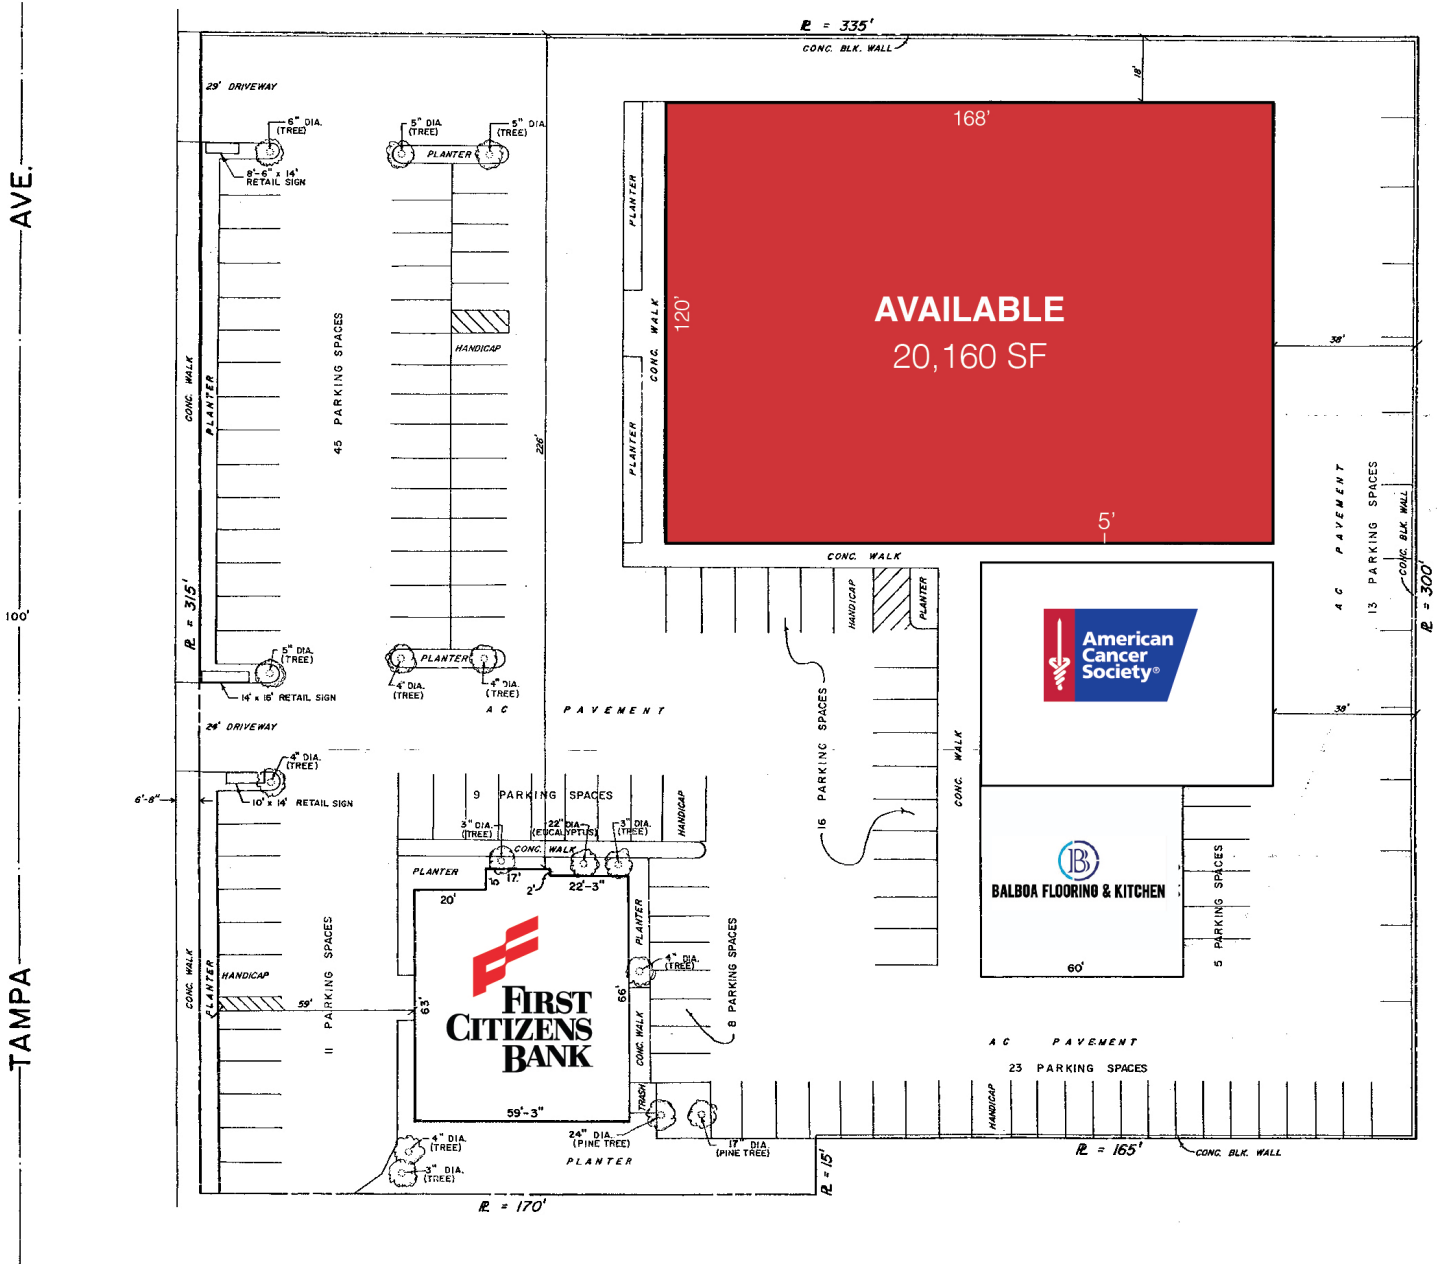 PL = 335'
CONC. BLK. WALL
18'
29' DRIVEWAY
6" DIA.
(TREE)
5" DIA.
(TREE)
5" DIA.
(TREE)
PLANTER
8'-6" x 14'
RETAIL SIGN
TAMPA AVE.
100'
CONC. WALK
PLANTER
45 PARKING SPACES
HANDICAP
226'
PLANTER
PLANTER
CONC. WALK
168'
120'
AVAILABLE
20,160 SF
5'
38'
A C PAVEMENT
13 PARKING SPACES
CONC. BLK. WALL
PL = 300'
PL = 315'
CONC. WALK
HANDICAP
PLANTER
American
Cancer
Society®
38'
5" DIA.
(TREE)
PLANTER
4" DIA.
(TREE)
4" DIA.
(TREE)
14' x 16' RETAIL SIGN
A C PAVEMENT
24' DRIVEWAY
4" DIA.
(TREE)
6'-8"
10' x 14' RETAIL SIGN
16 PARKING SPACES
CONC. WALK
9 PARKING SPACES
HANDICAP
3" DIA.
(TREE)
22" DIA.
(EUCALYPTUS)
3" DIA.
(TREE)
CONC. WALK
PLANTER
17'
2'
22'-3"
20'
B
BALBOA FLOORING & KITCHEN
5 PARKING SPACES
60'
CONC. WALK
PLANTER
HANDICAP
59'
11 PARKING SPACES
63'
FIRST
CITIZENS
BANK
66'
PLANTER
4" DIA.
(TREE)
CONC. WALK
8 PARKING SPACES
TRASH
59'-3"
24" DIA.
(PINE TREE)
17" DIA.
(PINE TREE)
4" DIA.
(TREE)
3" DIA.
(TREE)
PLANTER
A C PAVEMENT
23 PARKING SPACES
HANDICAP
PL = 165'
CONC. BLK. WALL
PL = 15'
PL = 170'